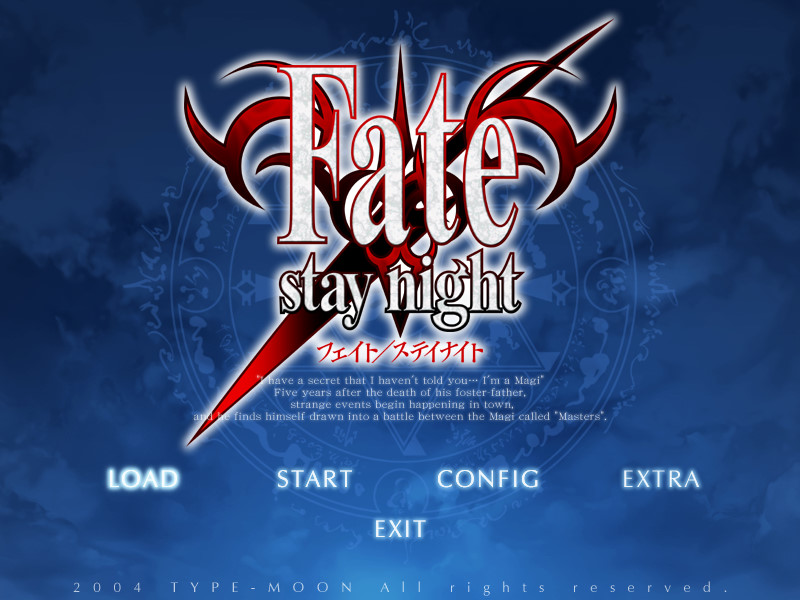 Fate
stay night
フェイト/ステイナイト
"I have a secret that I haven't told you… I'm a Magi"
Five years after the death of his foster-father,
strange events begin happening in town,
and he finds himself drawn into a battle between the Magi called "Masters".
LOAD START CONFIG EXTRA
EXIT
2004 TYPE-MOON All rights reserved.